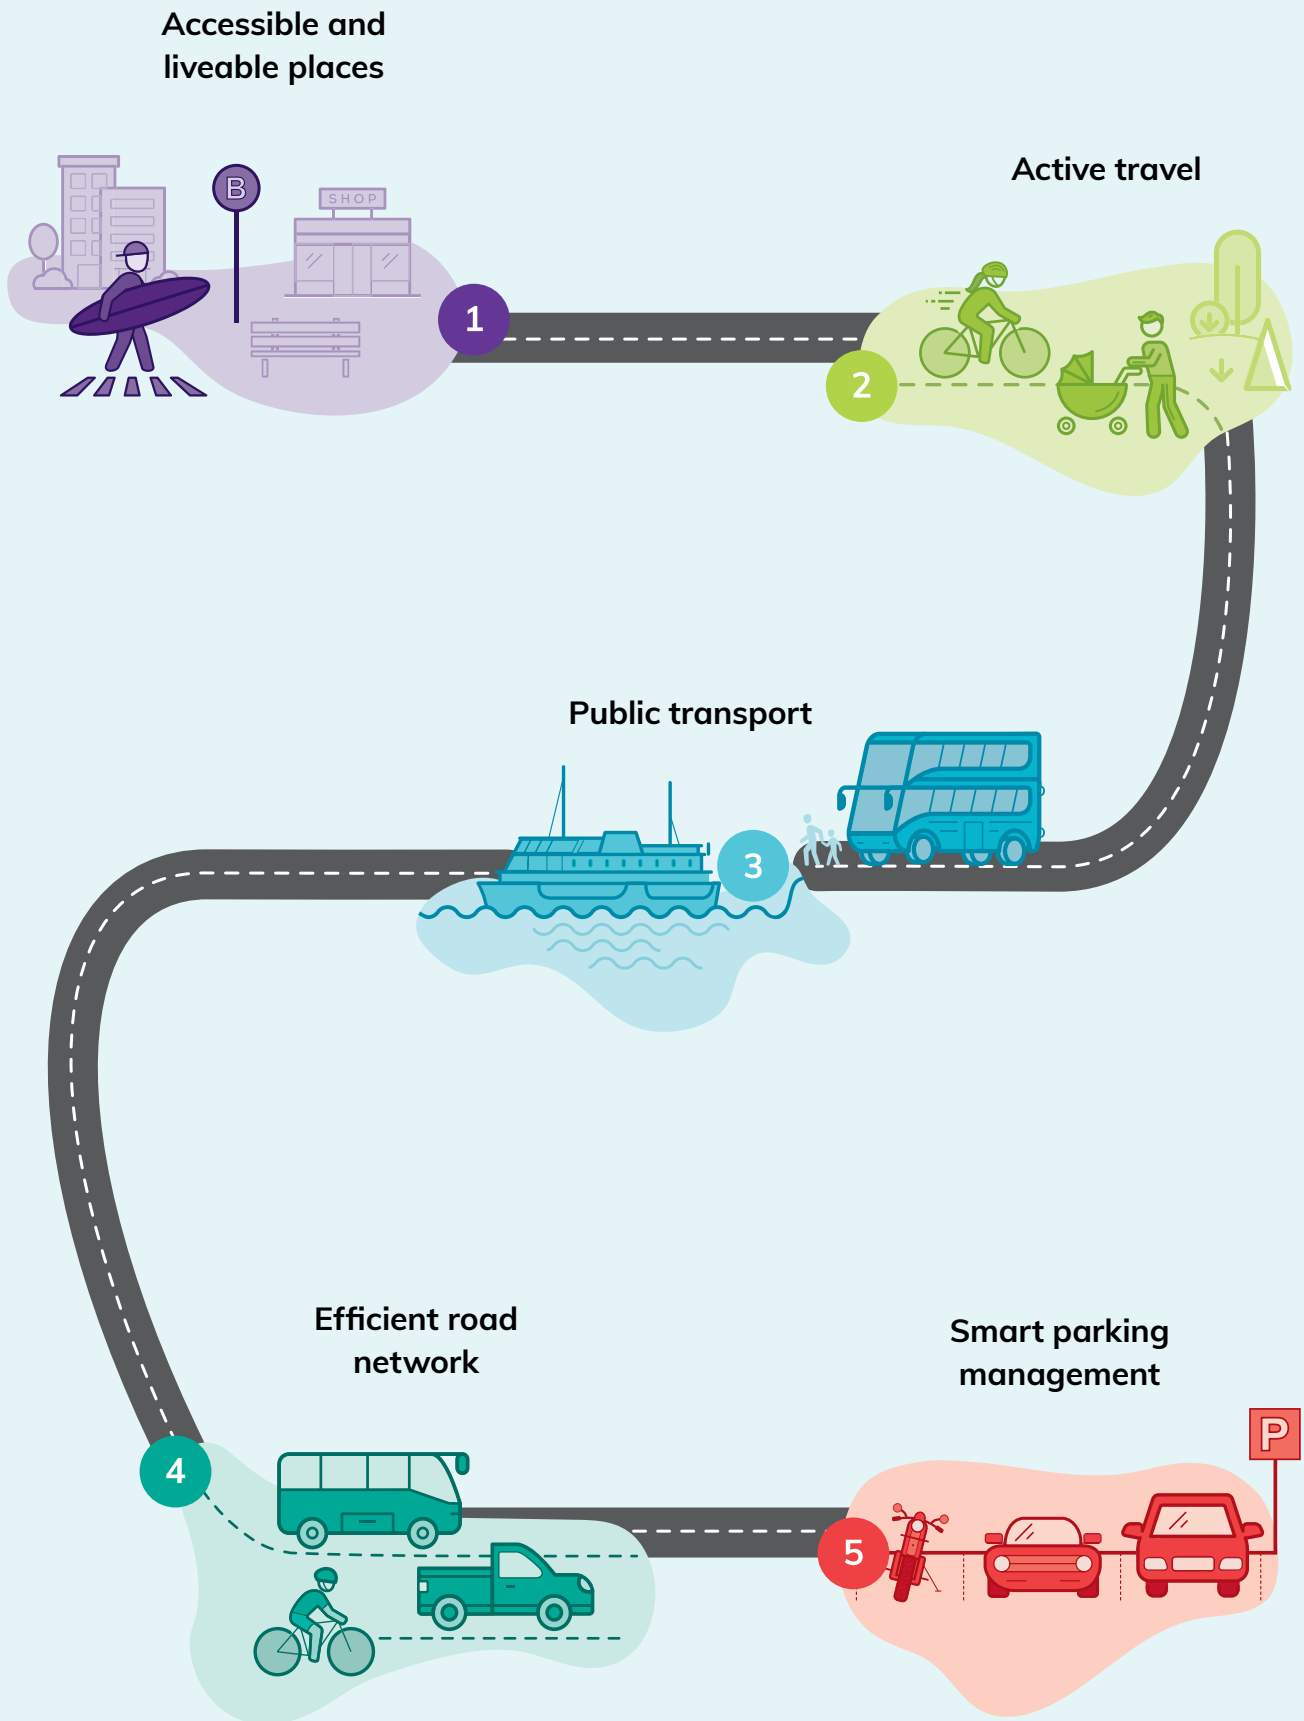 Accessible and
liveable places
B
SHOP
1
Active travel
2
Public transport
3
Efficient road
network
4
Smart parking
management
P
5